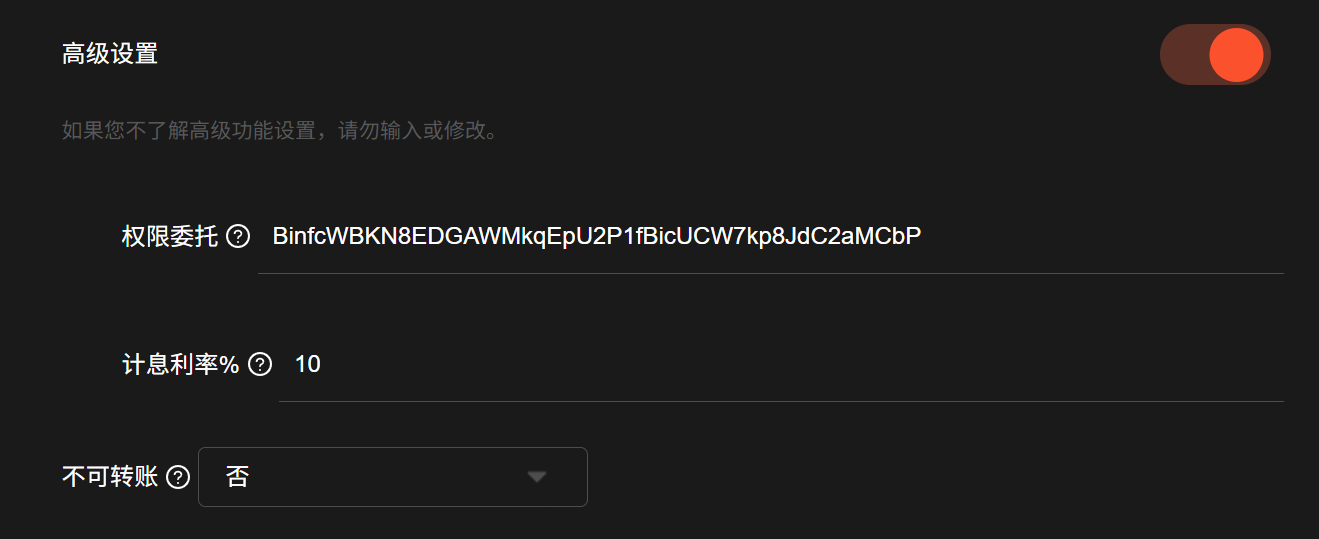 高级设置
如果您不了解高级功能设置，请勿输入或修改。
权限委托 ? BinfcWBKN8EDGAWMkqEpU2P1fBicUCW7kp8JdC2aMCbP
计息利率% ? 10
不可转账 ? 否